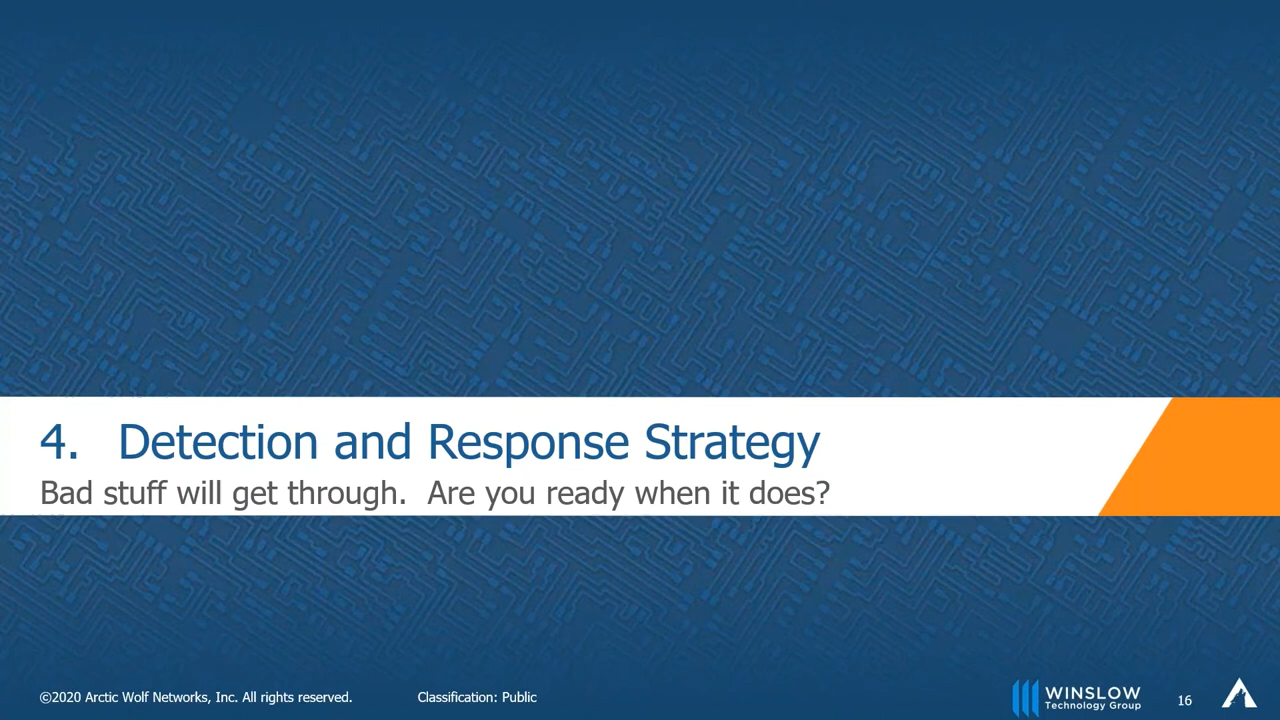 4. Detection and Response Strategy
Bad stuff will get through. Are you ready when it does?
©2020 Arctic Wolf Networks, Inc. All rights reserved.
Classification: Public
WINSLOW
Technology Group
16